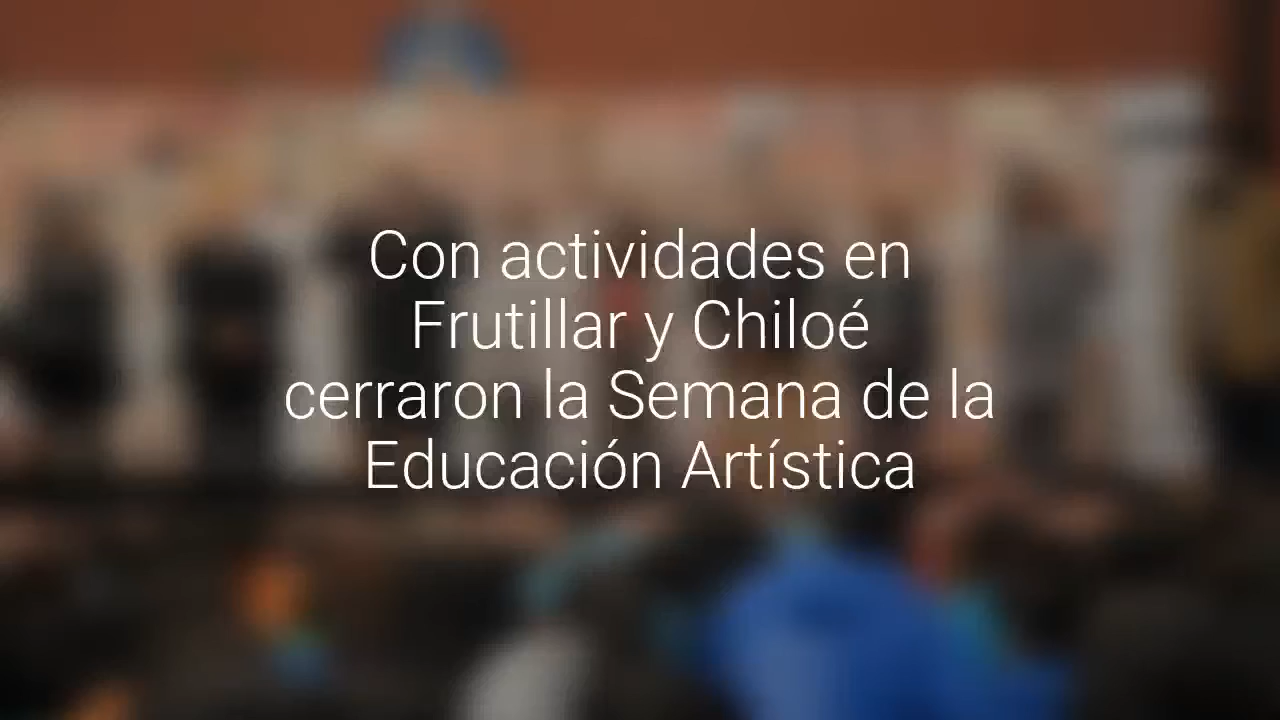 Con actividades en
Frutillar y Chiloé
cerraron la Semana de la
Educación Artística